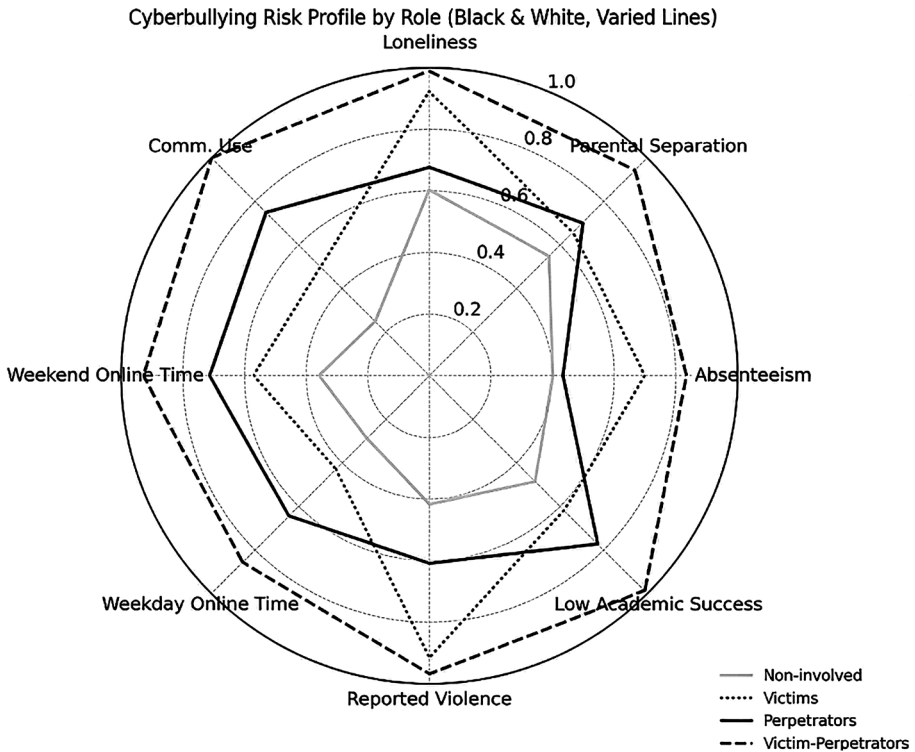 Cyberbullying Risk Profile by Role (Black & White, Varied Lines)
Loneliness
1.0
Comm. Use
0.8
Parental Separation
0.6
0.4
0.2
Weekend Online Time
Absenteeism
Weekday Online Time
Low Academic Success
Reported Violence
Non-involved
Victims
Perpetrators
Victim-Perpetrators